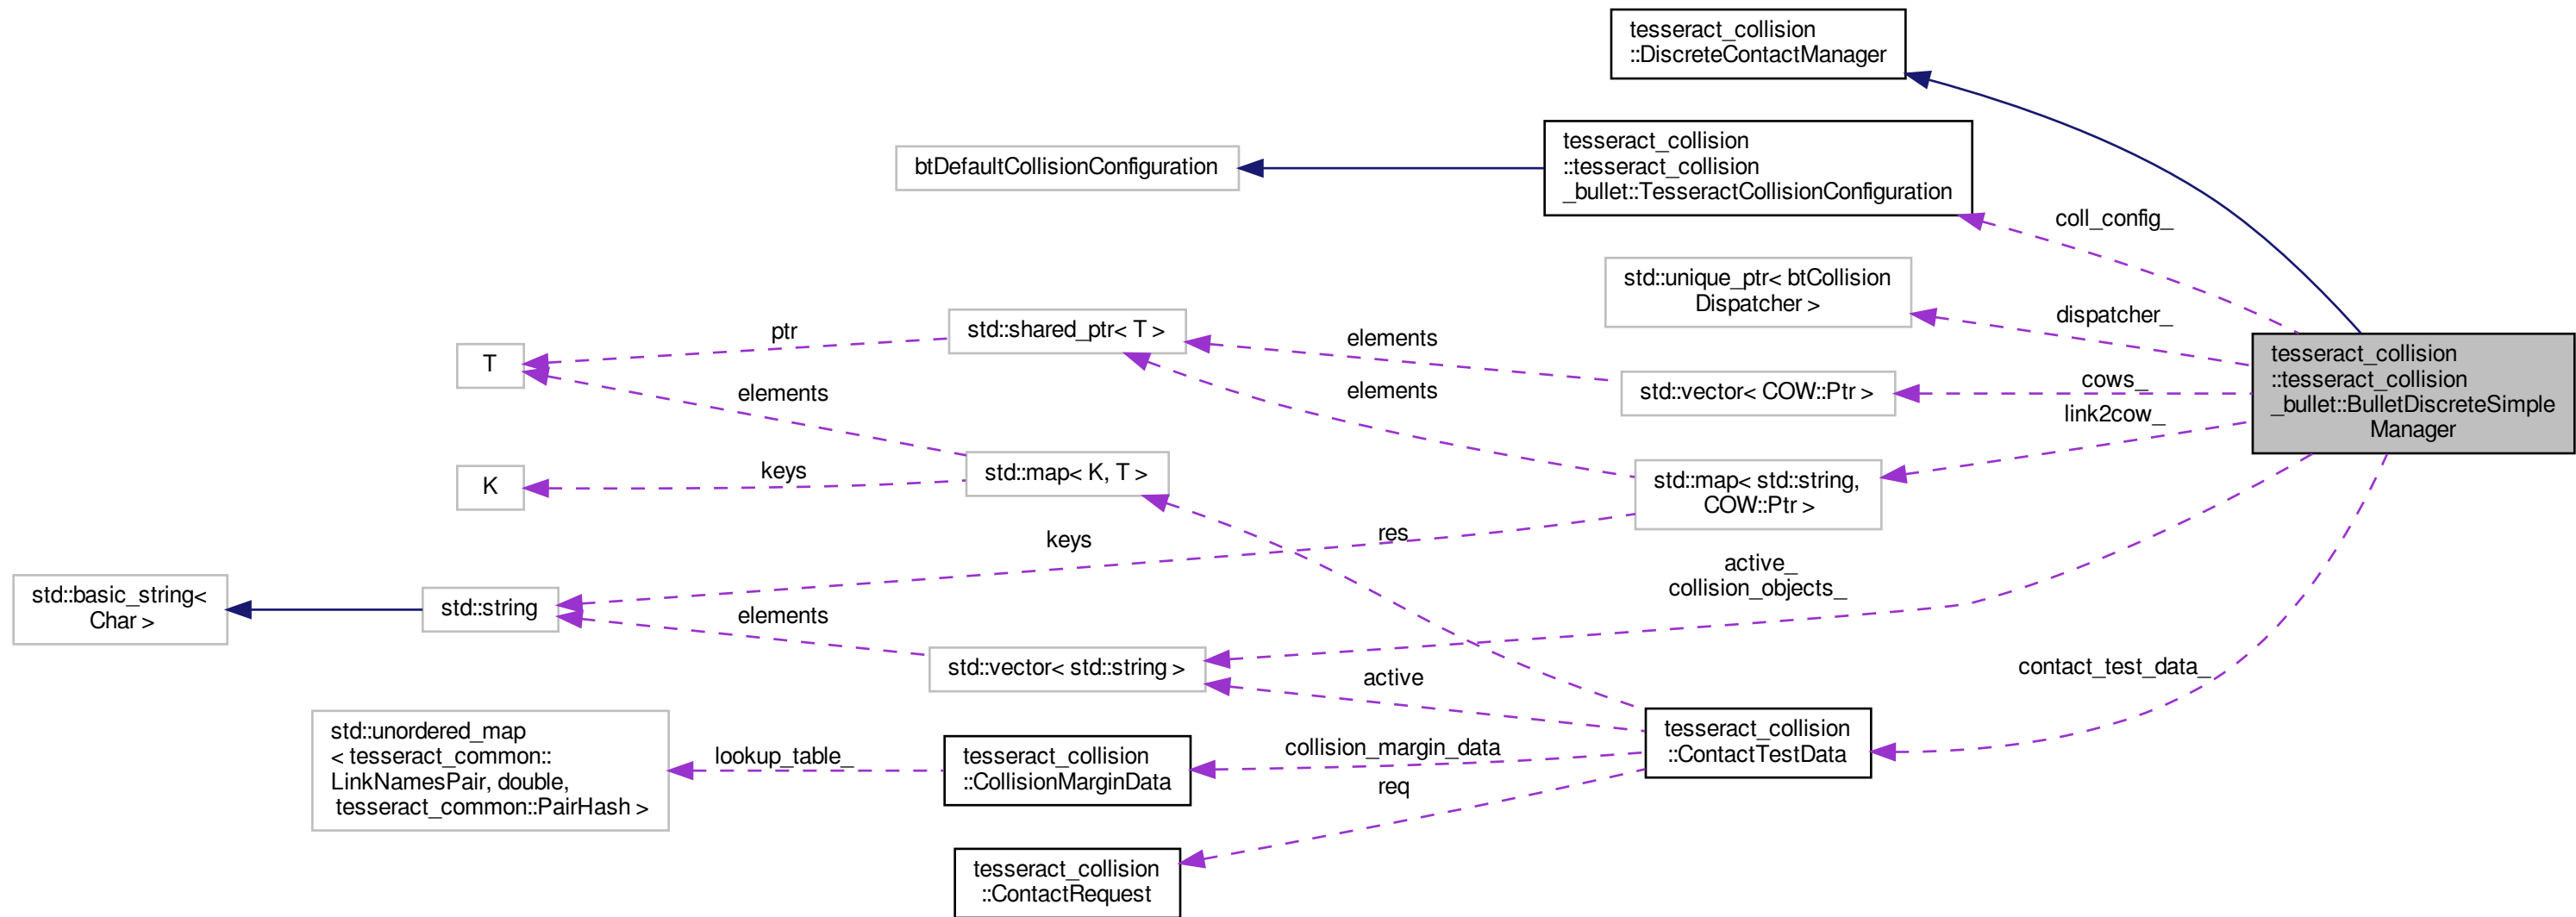 tesseract_collision
::DiscreteContactManager
tesseract_collision
::tesseract_collision
_bullet::TesseractCollisionConfiguration
btDefaultCollisionConfiguration
coll_config_
std::unique_ptr< btCollision
Dispatcher >
dispatcher_
std::shared_ptr< T >
ptr
T
elements
std::vector< COW::Ptr >
cows_
tesseract_collision
::tesseract_collision
_bullet::BulletDiscreteSimple
Manager
elements
elements
link2cow_
std::map< K, T >
keys
K
std::map< std::string,
COW::Ptr >
res
keys
active_
collision_objects_
std::basic_string<
Char >
std::string
elements
std::vector< std::string >
active
contact_test_data_
std::unordered_map
< tesseract_common::
LinkNamesPair, double,
tesseract_common::PairHash >
lookup_table_
tesseract_collision
::CollisionMarginData
collision_margin_data
req
tesseract_collision
::ContactTestData
tesseract_collision
::ContactRequest